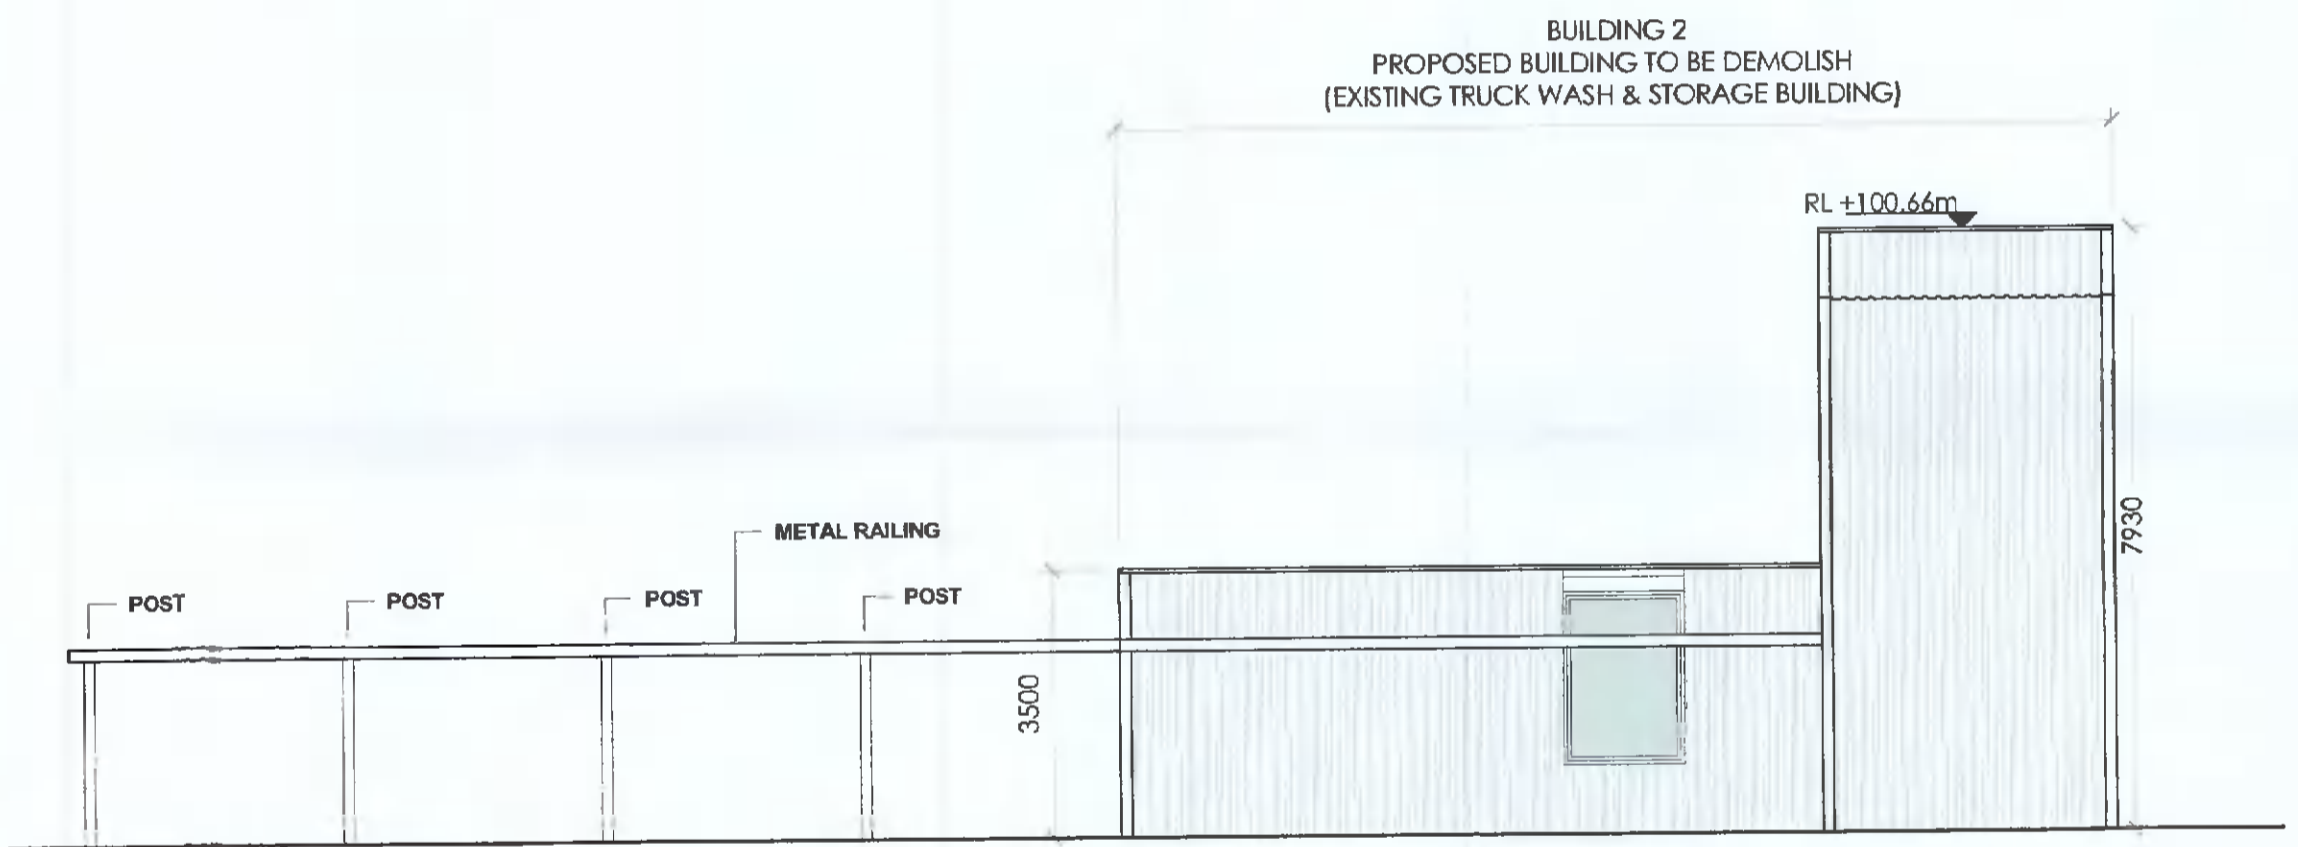 BUILDING 2
PROPOSED BUILDING TO BE DEMOLISH
(EXISTING TRUCK WASH & STORAGE BUILDING)
RL +100.66m
7930
METAL RAILING
POST
POST
POST
POST
3500